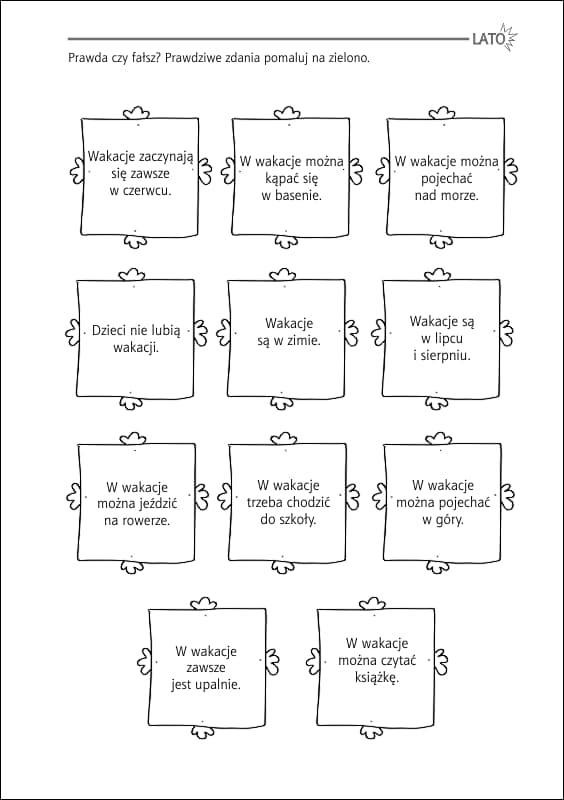 LATO
Prawda czy fałsz? Prawdziwe zdania pomaluj na zielono.
Wakacje zaczynają
się zawsze
w czerwcu.
W wakacje można
kąpać się
w basenie.
W wakacje można
pojechać
nad morze.
Dzieci nie lubią
wakacji.
Wakacje
są w zimie.
Wakacje są
w lipcu
i sierpniu.
W wakacje
można jeździć
na rowerze.
W wakacje
trzeba chodzić
do szkoły.
W wakacje
można pojechać
w góry.
W wakacje
zawsze
jest upalnie.
W wakacje
można czytać
książkę.